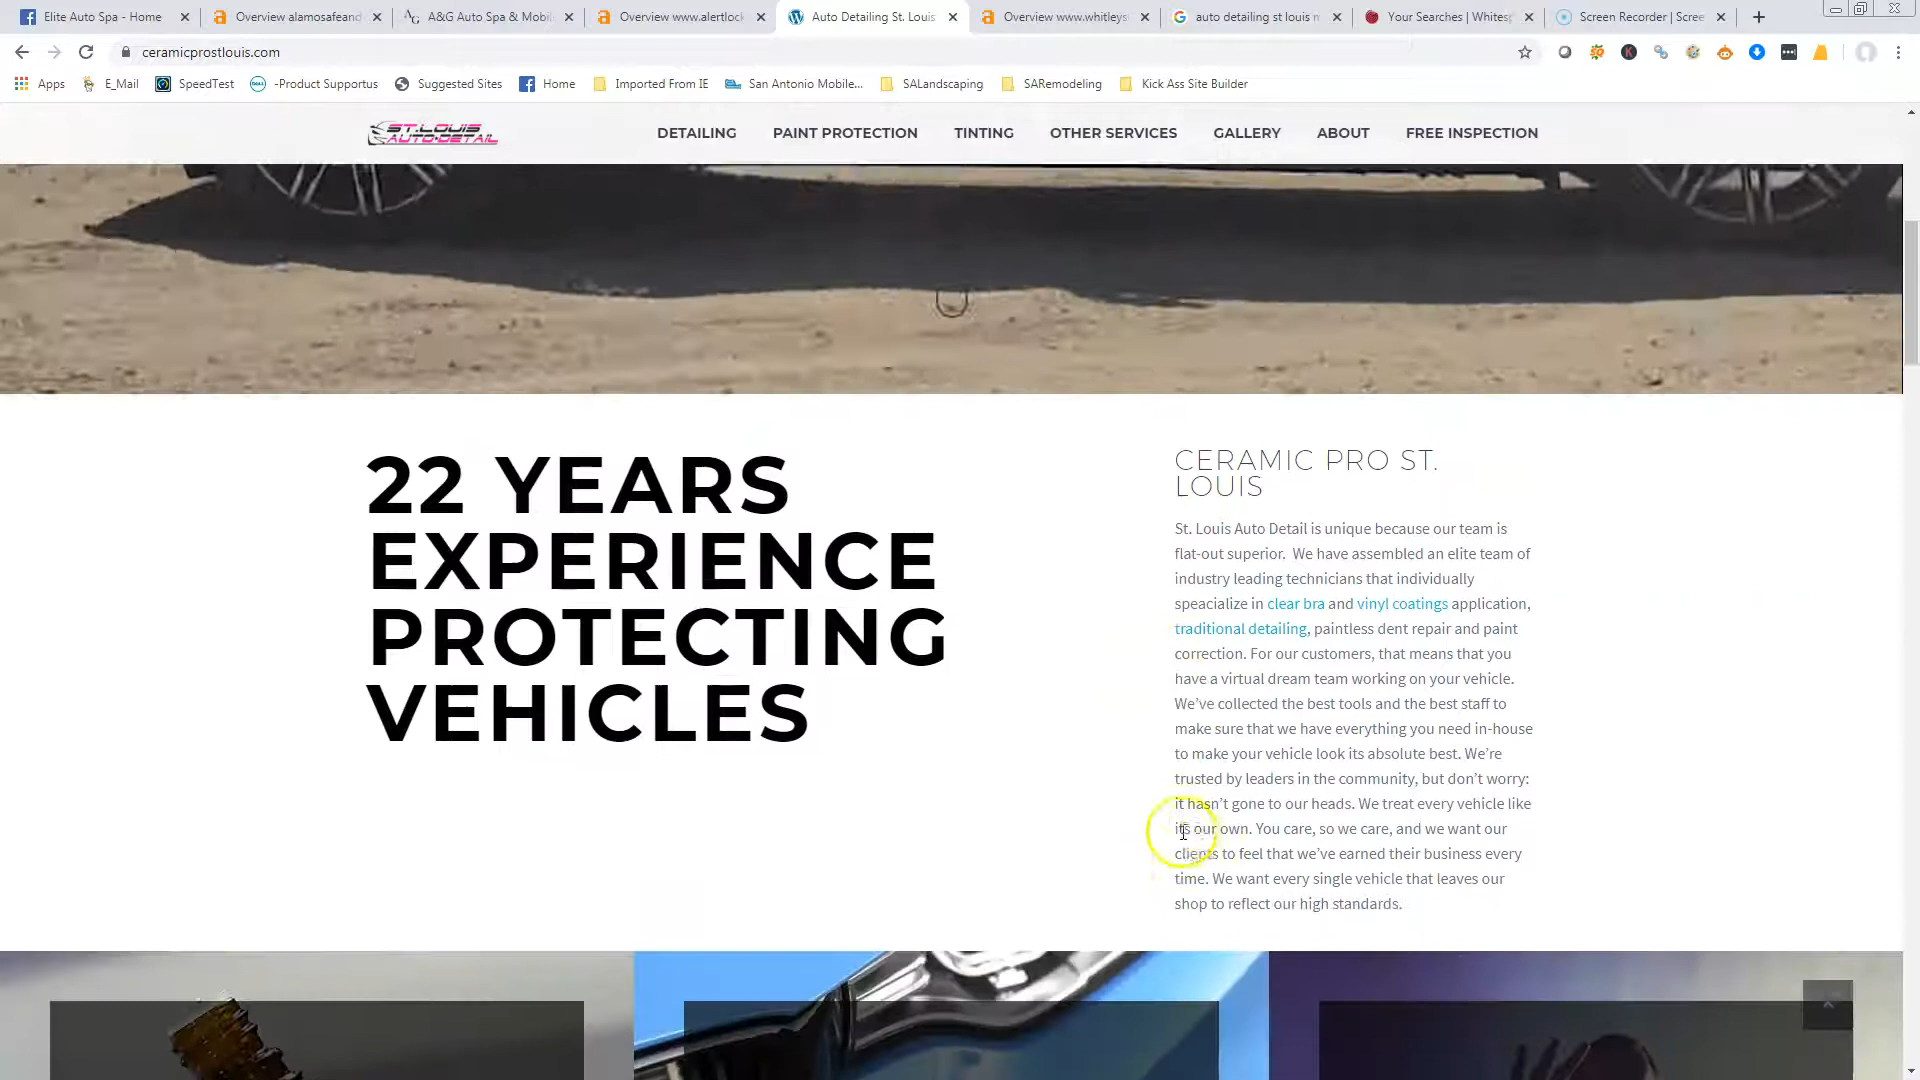 Elite Auto Spa - Home
Overview alamosafeand
A&G Auto Spa & Mobil
Overview www.alertlock
Auto Detailing St. Louis
Overview www.whitleys
auto detailing st louis m
Your Searches | Whitesp
Screen Recorder | Scree
ceramicprostlouis.com
Apps
E_Mail
SpeedTest
-Product Supportus
Suggested Sites
Home
Imported From IE
San Antonio Mobile...
SALandscaping
SARemodeling
Kick Ass Site Builder
ST.LOUIS
AUTO-DETAIL
DETAILING
PAINT PROTECTION
TINTING
OTHER SERVICES
GALLERY
ABOUT
FREE INSPECTION
22 YEARS
EXPERIENCE
PROTECTING
VEHICLES
CERAMIC PRO ST.
LOUIS
St. Louis Auto Detail is unique because our team is
flat-out superior.  We have assembled an elite team of
industry leading technicians that individually
speacialize in clear bra and vinyl coatings application,
traditional detailing, paintless dent repair and paint
correction. For our customers, that means that you
have a virtual dream team working on your vehicle.
We've collected the best tools and the best staff to
make sure that we have everything you need in-house
to make your vehicle look its absolute best. We're
trusted by leaders in the community, but don't worry:
it hasn't gone to our heads. We treat every vehicle like
it's our own. You care, so we care, and we want our
clients to feel that we've earned their business every
time. We want every single vehicle that leaves our
shop to reflect our high standards.